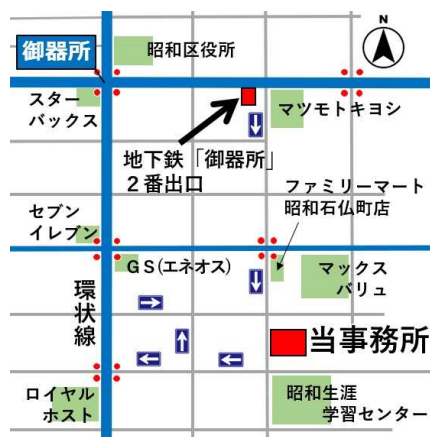 N
御器所
昭和区役所
スター
バックス
マツモトキヨシ
地下鉄「御器所」
２番出口
ファミリーマート
昭和石仏町店
セブン
イレブン
ＧＳ(エネオス)
マックス
バリュ
環状線
当事務所
ロイヤル
ホスト
昭和生涯
学習センター